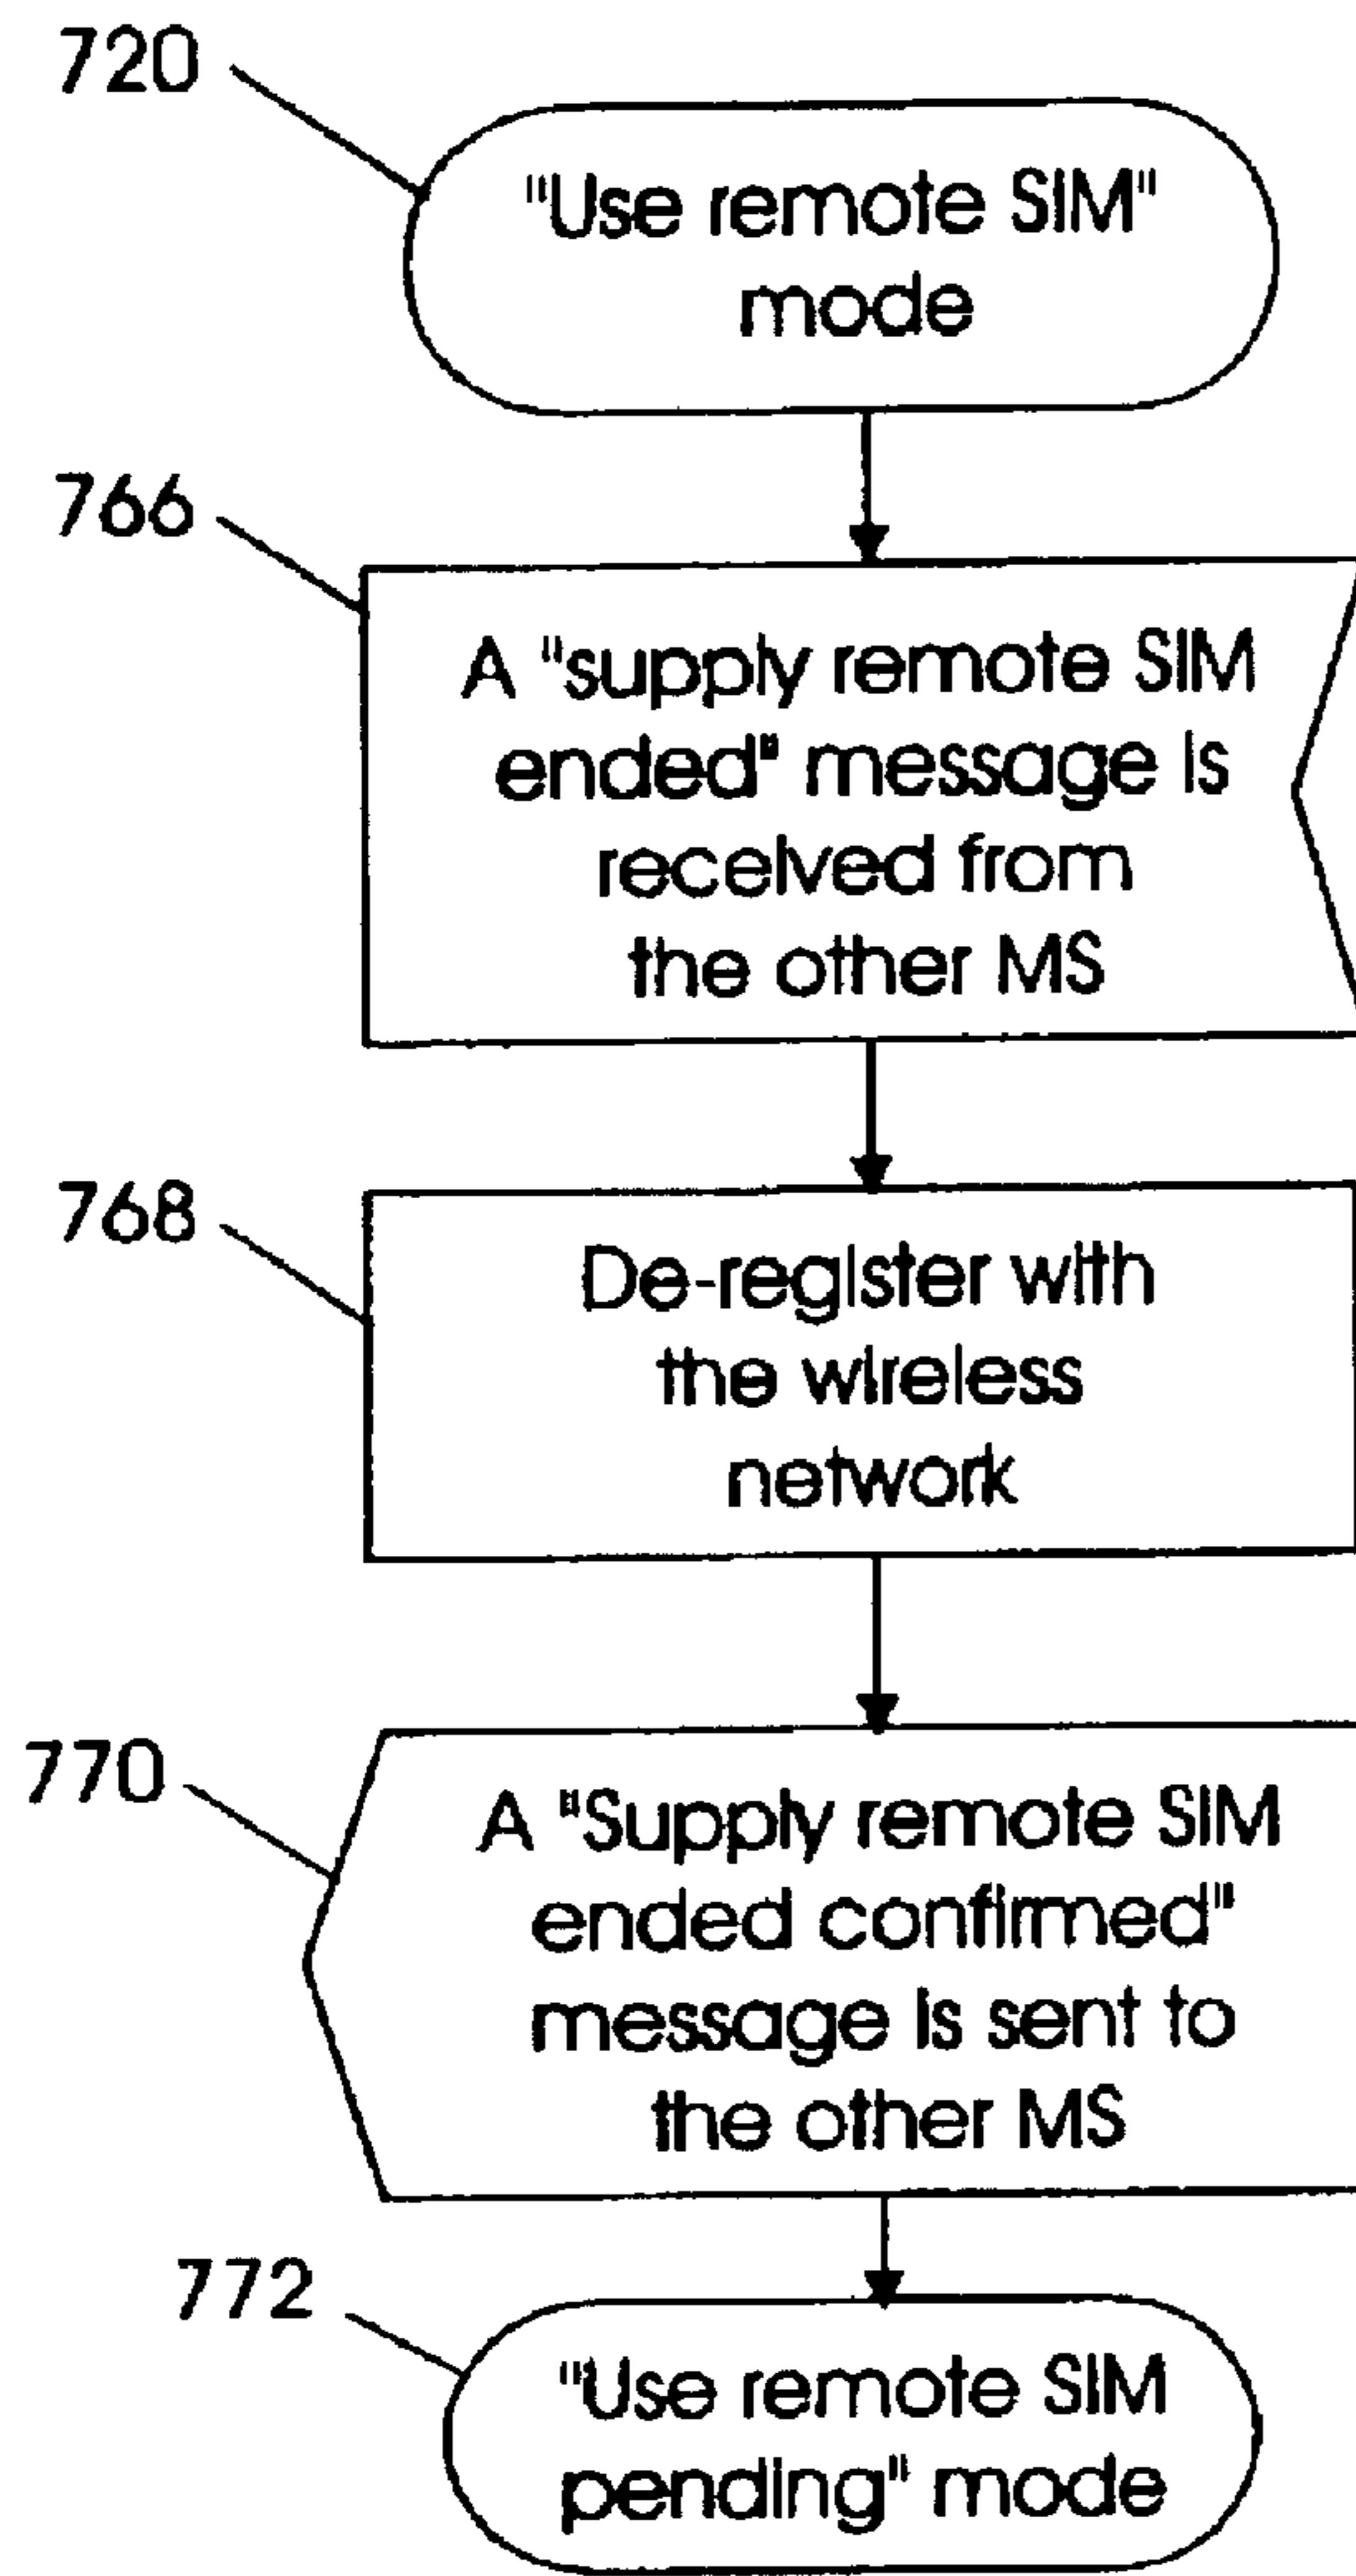 720
"Use remote SIM"
mode
766
A "supply remote SIM
ended" message is
received from
the other MS
768
De-register with
the wireless
network
770
A "Supply remote SIM
ended confirmed"
message is sent to
the other MS
772
"Use remote SIM
pending" mode